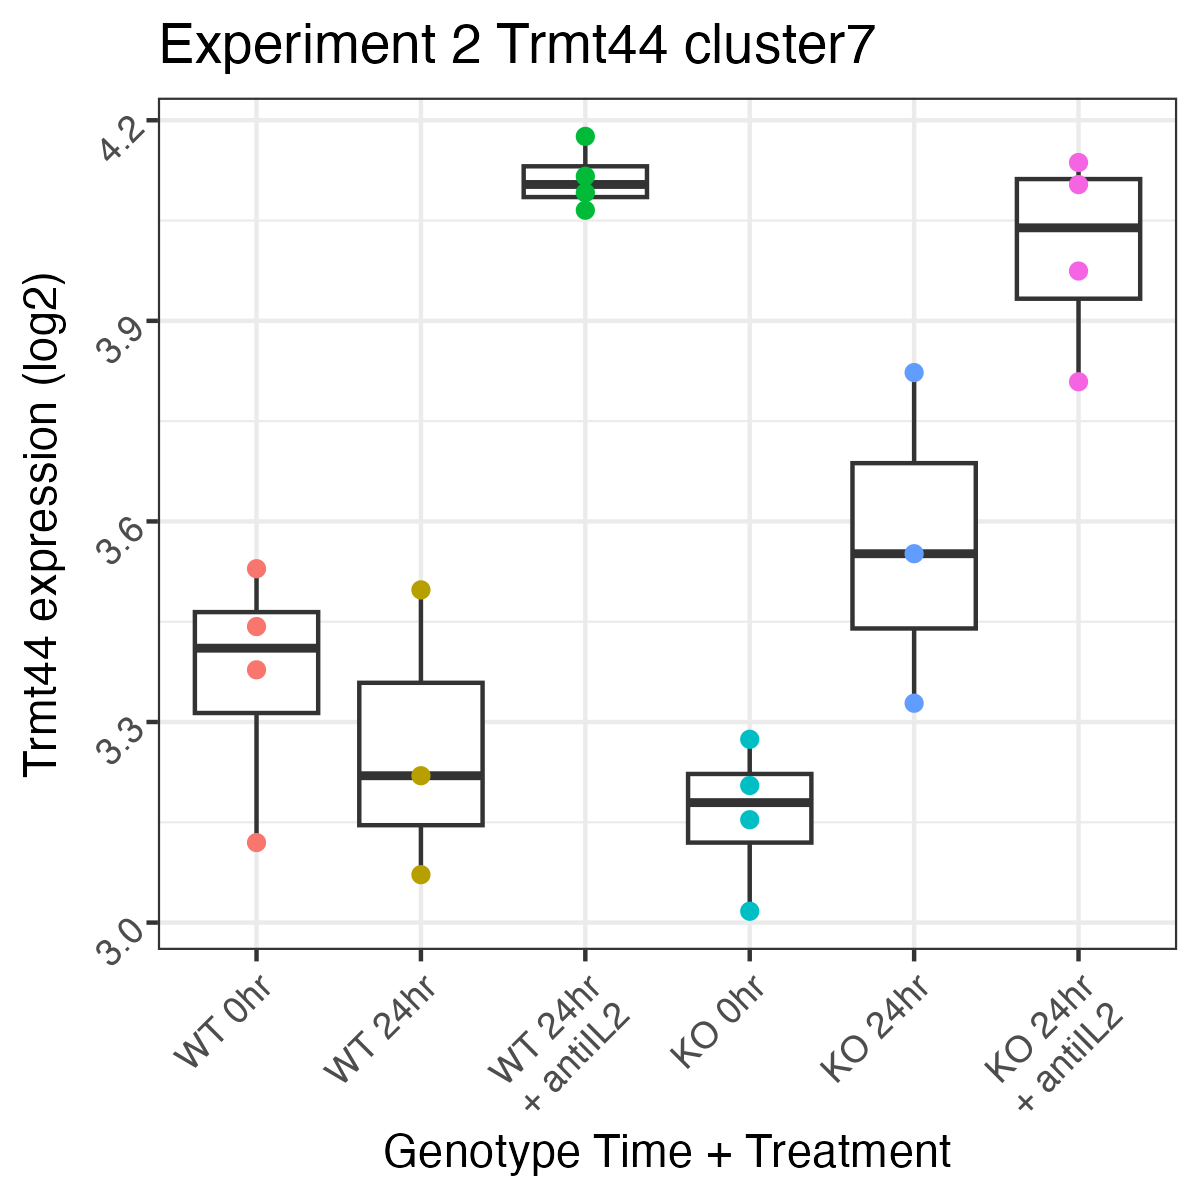 Experiment 2 Trmt44 cluster7
Trmt44 expression (log2)
4.2
3.9
3.6
3.3
3.0
WT 0hr
WT 24hr
WT 24hr
+ antiIL2
KO 0hr
KO 24hr
KO 24hr
+ antiIL2
Genotype Time + Treatment